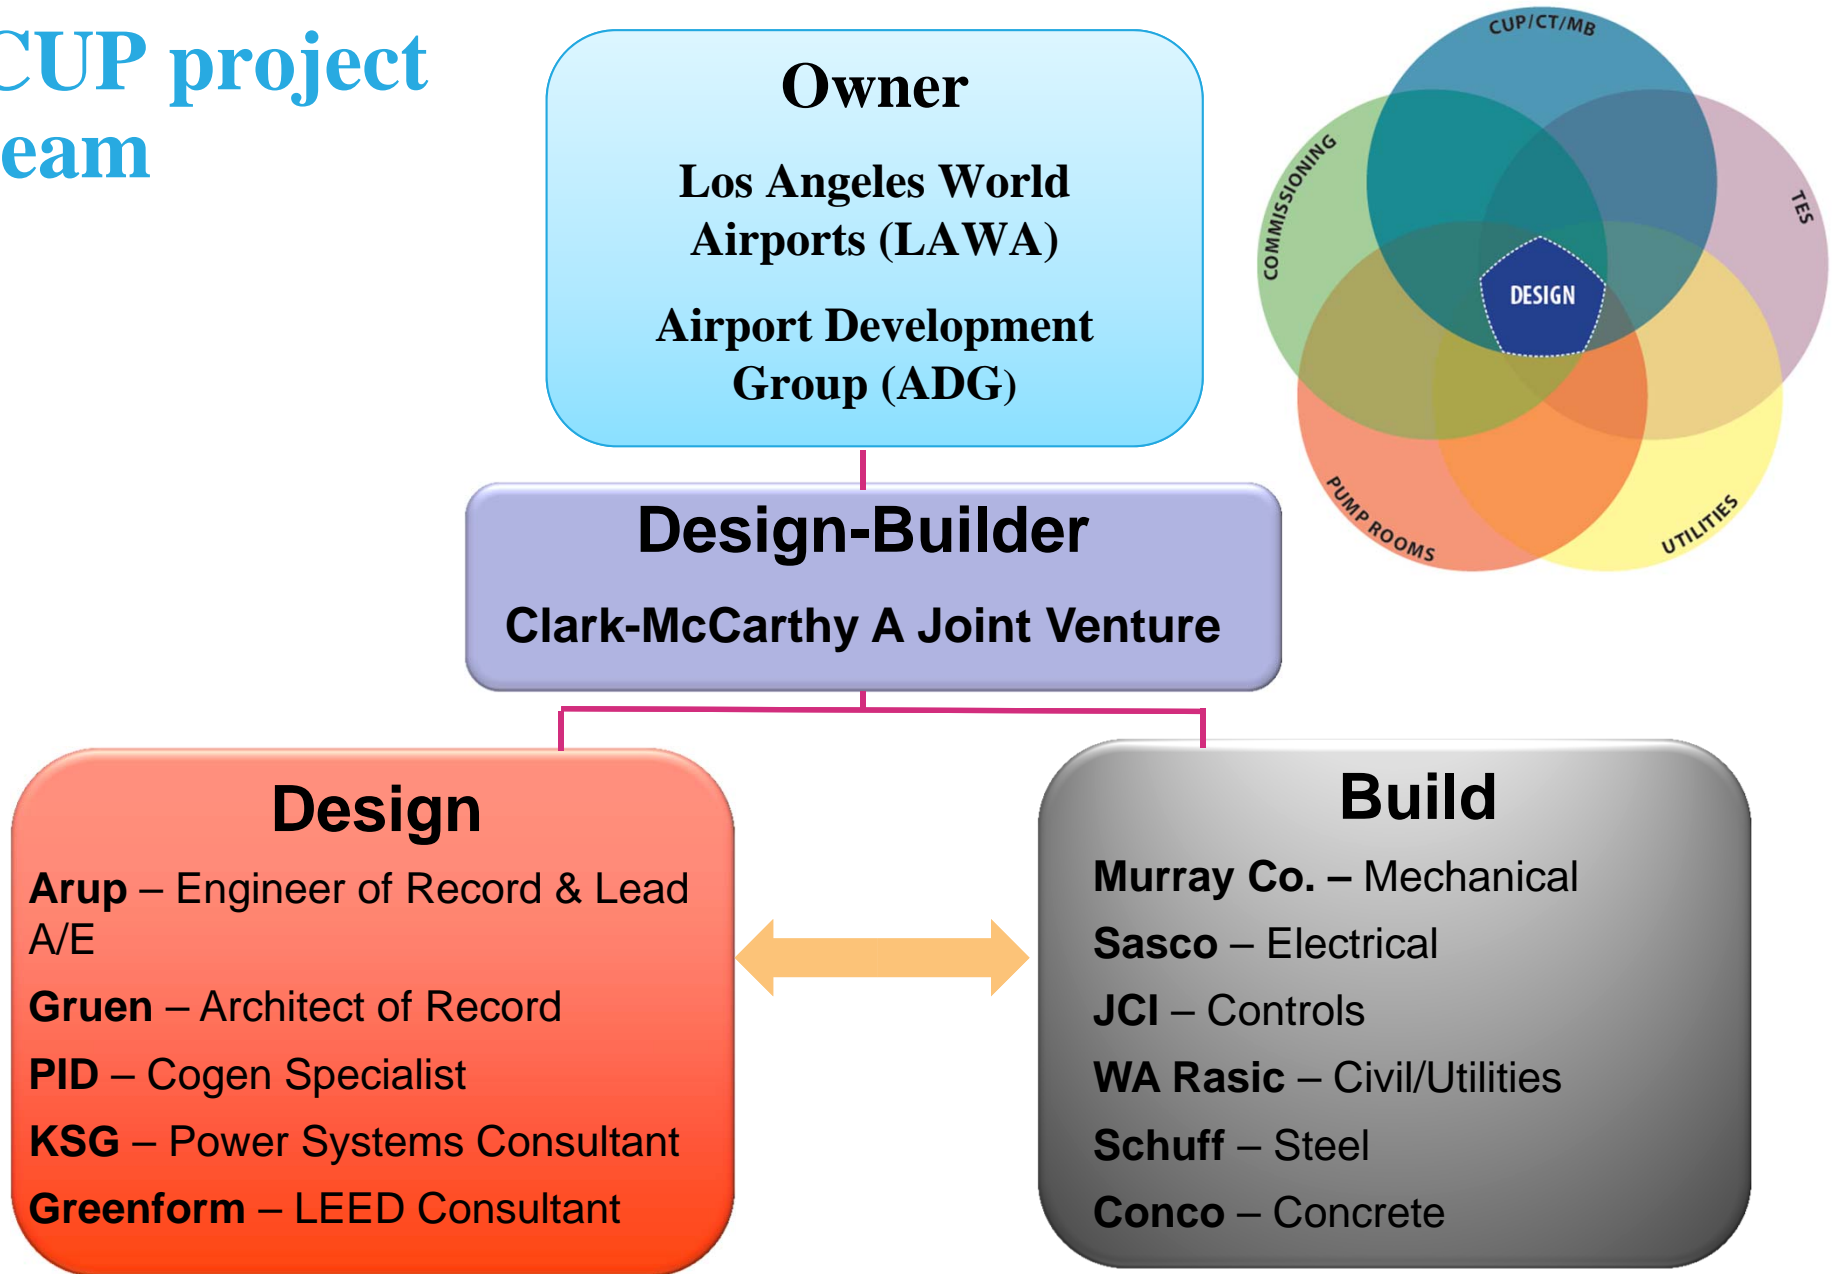 CUP project
eam
Owner
Los Angeles World
Airports (LAWA)
Airport Development
Group (ADG)
CUP/CT/MB
COMMISSIONING
TES
DESIGN
PUMP ROOMS
UTILITIES
Design-Builder
Clark-McCarthy A Joint Venture
Design
Arup – Engineer of Record & Lead
A/E
Gruen – Architect of Record
PID – Cogen Specialist
KSG – Power Systems Consultant
Greenform – LEED Consultant
Build
Murray Co. – Mechanical
Sasco – Electrical
JCI – Controls
WA Rasic – Civil/Utilities
Schuff – Steel
Conco – Concrete